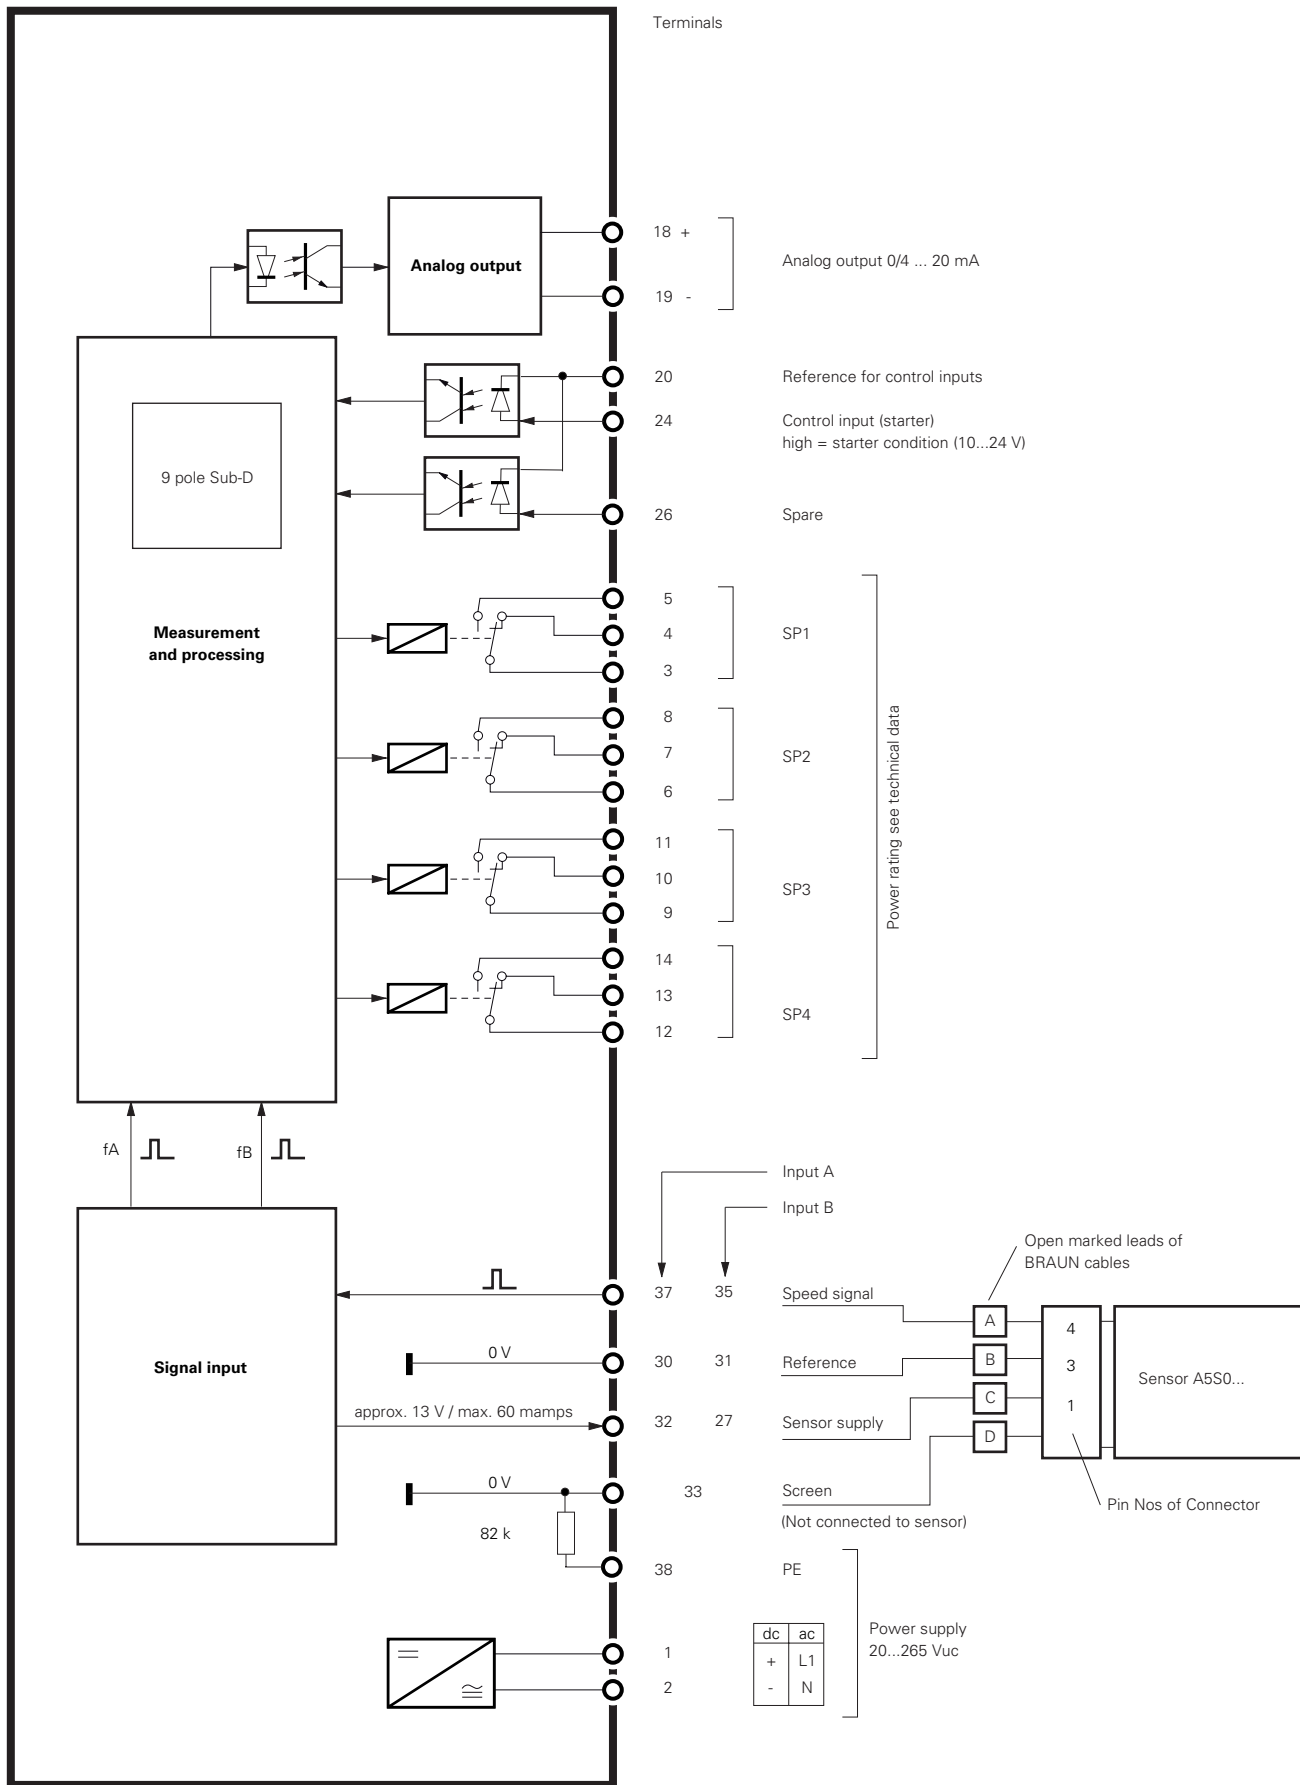 Terminals
18 +
Analog output
Analog output 0/4 ... 20 mA
19 -
20 Reference for control inputs
24 Control input (starter)
high = starter condition (10...24 V)
9 pole Sub-D
26 Spare
5
Measurement
and processing
4 SP1
3
8
7 SP2
6
Power rating see technical data
11
10
SP3
9
14
13
SP4
12
fA
fB
Input A
Input B
Open marked leads of
BRAUN cables
37 35 Speed signal
A
4
0 V
30 31 Reference
B
3
Signal input
Sensor A5S0...
C
1
approx. 13 V / max. 60 mamps
32 27 Sensor supply
D
0 V
33 Screen
(Not connected to sensor)
Pin Nos of Connector
82 k
38 PE
Power supply
20...265 Vuc
dc ac
+ L1
- N
1
2